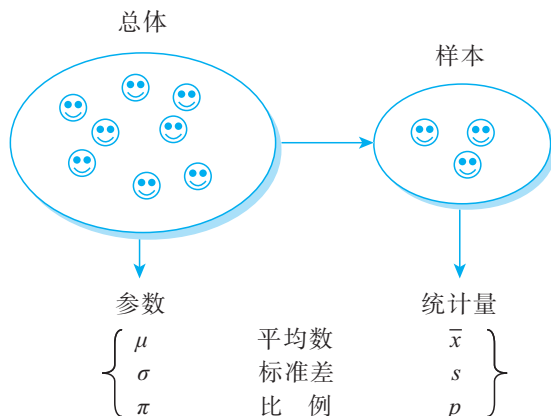 总体
样本
参数 统计量
μ 平均数 x̄
σ 标准差 s
π 比 例 p